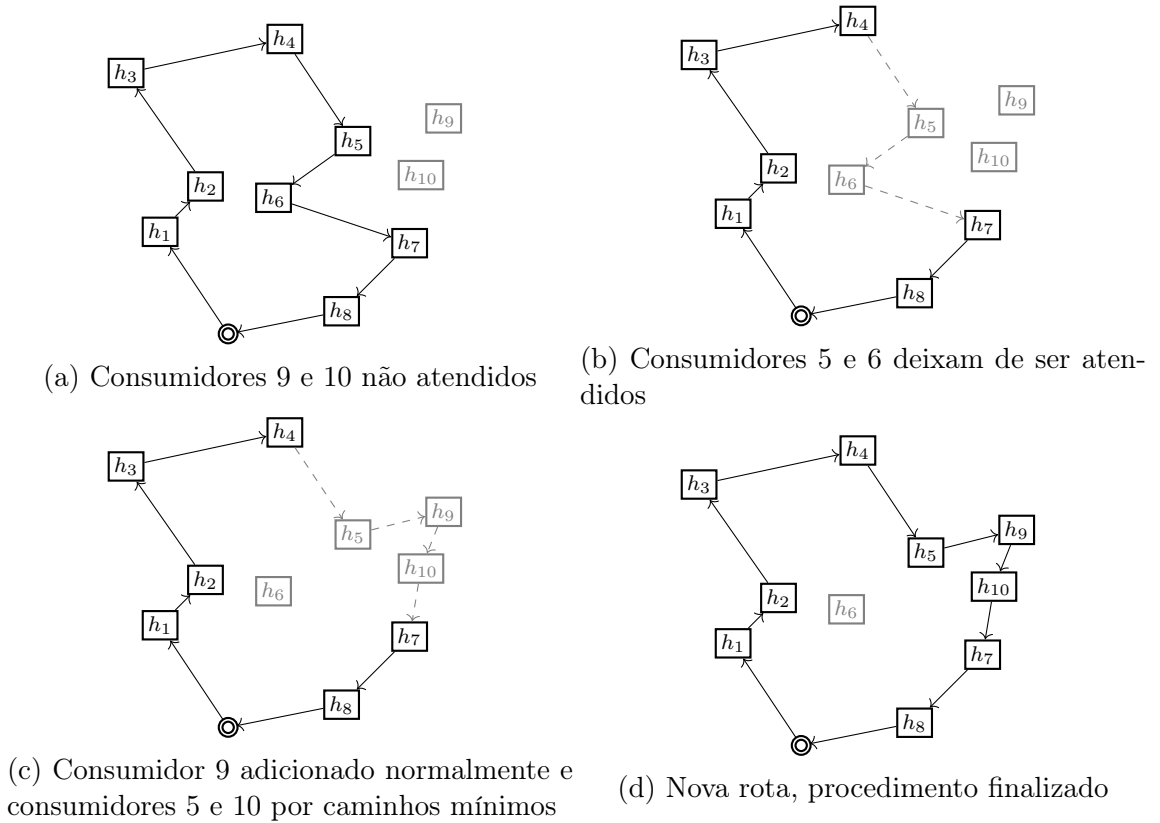 h4
h3
h9
h5
h10
h2
h6
h1
h7
h8
(a) Consumidores 9 e 10 não atendidos
h4
h3
h9
h5
h10
h2
h6
h1
h7
h8
(b) Consumidores 5 e 6 deixam de ser aten-
didos
h4
h3
h9
h5
h10
h2
h6
h1
h7
h8
(c) Consumidor 9 adicionado normalmente e
consumidores 5 e 10 por caminhos mínimos
h4
h3
h9
h5
h10
h2
h6
h1
h7
h8
(d) Nova rota, procedimento finalizado